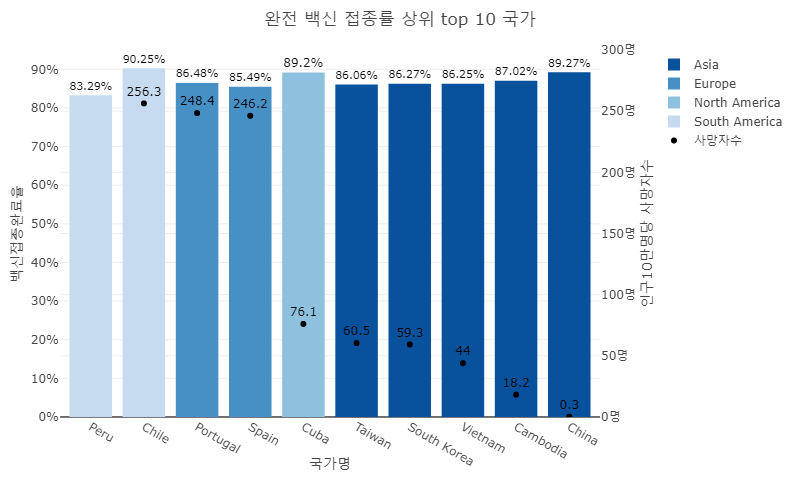 완전 백신 접종률 상위 top 10 국가
백신접종완료율
90%
80%
70%
60%
50%
40%
30%
20%
10%
0%
83.29%
90.25%
86.48%
85.49%
89.2%
86.06%
86.27%
86.25%
87.02%
89.27%
256.3
248.4
246.2
76.1
60.5
59.3
44
18.2
0.3
Peru
Chile
Portugal
Spain
Cuba
Taiwan
South Korea
Vietnam
Cambodia
China
국가명
300명
250명
200명
150명
100명
50명
0명
인구10만명당 사망자수
Asia
Europe
North America
South America
사망자수